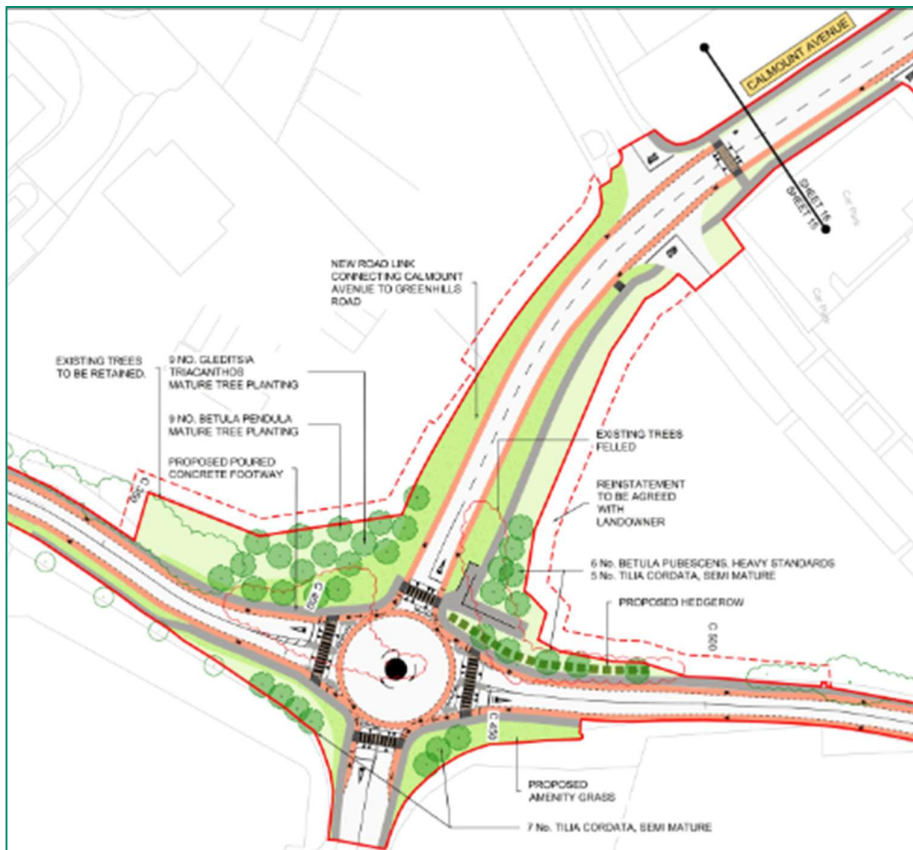 CALMOUNT AVENUE
SHEET 16
SHEET 15
Car Park
Car Park
NEW ROAD LINK
CONNECTING CALMOUNT
AVENUE TO GREENHILLS
ROAD
EXISTING TREES
TO BE RETAINED.
9 NO. GLEDITSIA
TRIACANTHOS
MATURE TREE PLANTING
9 NO. BETULA PENDULA
MATURE TREE PLANTING
PROPOSED POURED
CONCRETE FOOTWAY
EXISTING TREES
FELLED
REINSTATEMENT
TO BE AGREED
WITH
LANDOWNER
6 No. BETULA PUBESCENS, HEAVY STANDARDS
5 No. TILIA CORDATA, SEMI MATURE
PROPOSED HEDGEROW
C 350
C 400
C 500
C 450
PROPOSED
AMENITY GRASS
7 No. TILIA CORDATA, SEMI MATURE